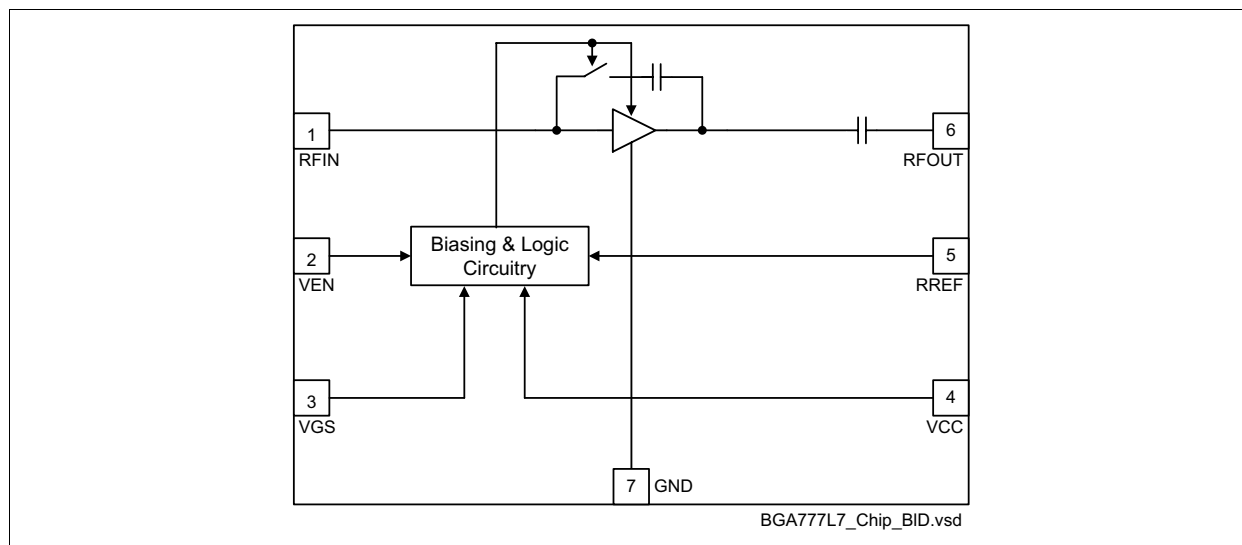 1
RFIN
6
RFOUT
Biasing & Logic
Circuitry
2
VEN
5
RREF
3
VGS
4
VCC
7
GND
BGA777L7_Chip_BID.vsd